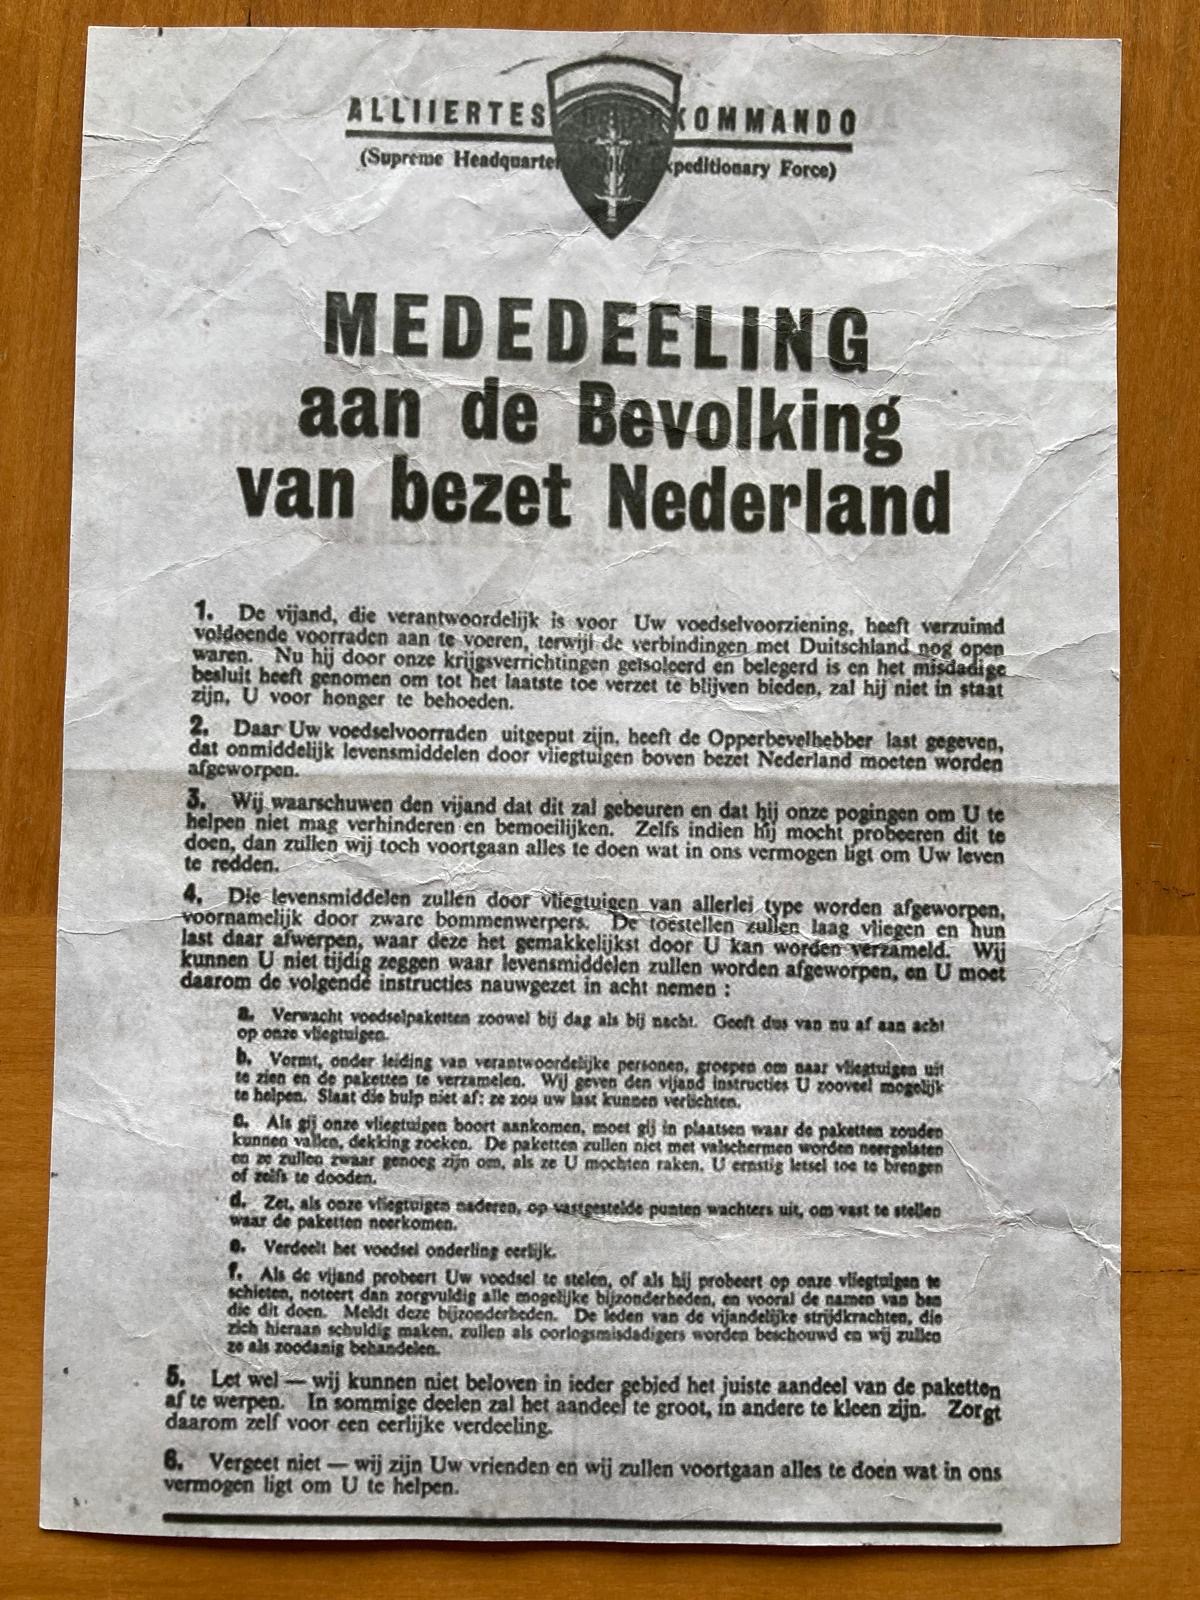 ALLIIERTES KOMMANDO
(Supreme Headquarter xpeditionary Force)
MEDEDEELING
aan de Bevolking
van bezet Nederland
1. De vijand, die verantwoordelijk is voor Uw voedselvoorziening, heeft verzuimd
voldoende voorraden aan te voeren, terwijl de verbindingen met Duitschland nog open
waren. Nu hij door onze krijgsverrichtingen geïsoleerd en belegerd is en het misdadige
besluit heeft genomen om tot het laatste toe verzet te blijven bieden, zal hij niet in staat
zijn, U voor honger te behoeden.
2. Daar Uw voedselvoorraden uitgeput zijn, heeft de Opperbevelhebber last gegeven,
dat onmiddelijk levensmiddelen door vliegtuigen boven bezet Nederland moeten worden
afgeworpen.
3. Wij waarschuwen den vijand dat dit zal gebeuren en dat hij onze pogingen om U te
helpen niet mag verhinderen en bemoeilijken. Zelfs indien hij mocht probeeren dit te
doen, dan zullen wij toch voortgaan alles te doen wat in ons vermogen ligt om Uw leven
te redden.
4. Die levensmiddelen zullen door vliegtuigen van allerlei type worden afgeworpen,
voornamelijk door zware bommenwerpers. De toestellen zullen laag vliegen en hun
last daar afwerpen, waar deze het gemakkelijkst door U kan worden verzameld. Wij
kunnen U niet tijdig zeggen waar levensmiddelen zullen worden afgeworpen, en U moet
daarom de volgende instructies nauwgezet in acht nemen :
a. Verwacht voedselpaketten zoowel bij dag als bij nacht. Geeft dus van nu af aan acht
op onze vliegtuigen.
b. Vormt, onder leiding van verantwoordelijke personen, groepen om naar vliegtuigen uit
te zien en de paketten te verzamelen. Wij geven den vijand instructies U zooveel mogelijk
te helpen. Slaat die hulp niet af: ze zou uw last kunnen verlichten.
c. Als gij onze vliegtuigen hoort aankomen, moet gij in plaatsen waar de paketten zouden
kunnen vallen, dekking zoeken. De paketten zullen niet met valschermen worden neergelaten
en ze zullen zwaar genoeg zijn om, als ze U mochten raken, U ernstig letsel toe te brengen
of zelfs te dooden.
d. Zet, als onze vliegtuigen naderen, op vastgestelde punten wachters uit, om vast te stellen
waar de paketten neerkomen.
e. Verdeelt het voedsel onderling eerlijk.
f. Als de vijand probeert Uw voedsel te stelen, of als hij probeert op onze vliegtuigen te
schieten, noteert dan zorgvuldig alle mogelijke bijzonderheden, en vooral de namen van hen
die dit doen. Meldt deze bijzonderheden. De leden van de vijandelijke strijdkrachten, die
zich hieraan schuldig maken, zullen als oorlogsmisdadigers worden beschouwd en wij zullen
ze als zoodanig behandelen.
5. Let wel — wij kunnen niet beloven in ieder gebied het juiste aandeel van de paketten
af te werpen. In sommige deelen zal het aandeel te groot, in andere te kleen zijn. Zorgt
daarom zelf voor een eerlijke verdeeling.
6. Vergeet niet — wij zijn Uw vrienden en wij zullen voortgaan alles te doen wat in ons
vermogen ligt om U te helpen.